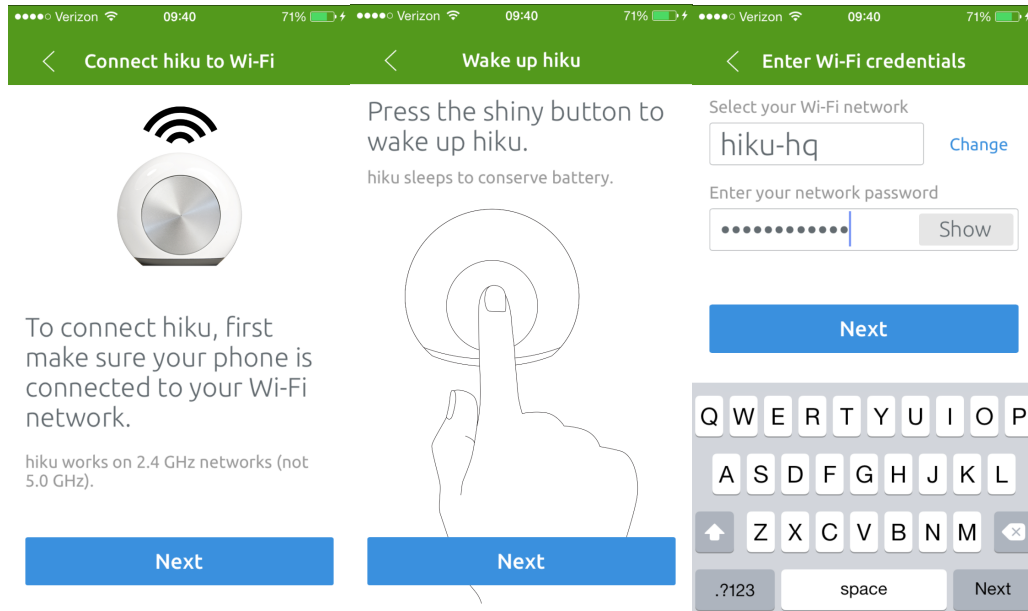 Verizon 09:40 71%
Connect hiku to Wi-Fi
To connect hiku, first
make sure your phone is
connected to your Wi-Fi
network.
hiku works on 2.4 GHz networks (not
5.0 GHz).
Next
Verizon 09:40 71%
Wake up hiku
Press the shiny button to
wake up hiku.
hiku sleeps to conserve battery.
Next
Verizon 09:40 71%
Enter Wi-Fi credentials
Select your Wi-Fi network
hiku-hq Change
Enter your network password
•••••••••••• Show
Next
Q W E R T Y U I O P
A S D F G H J K L
Z X C V B N M
.?123 space Next